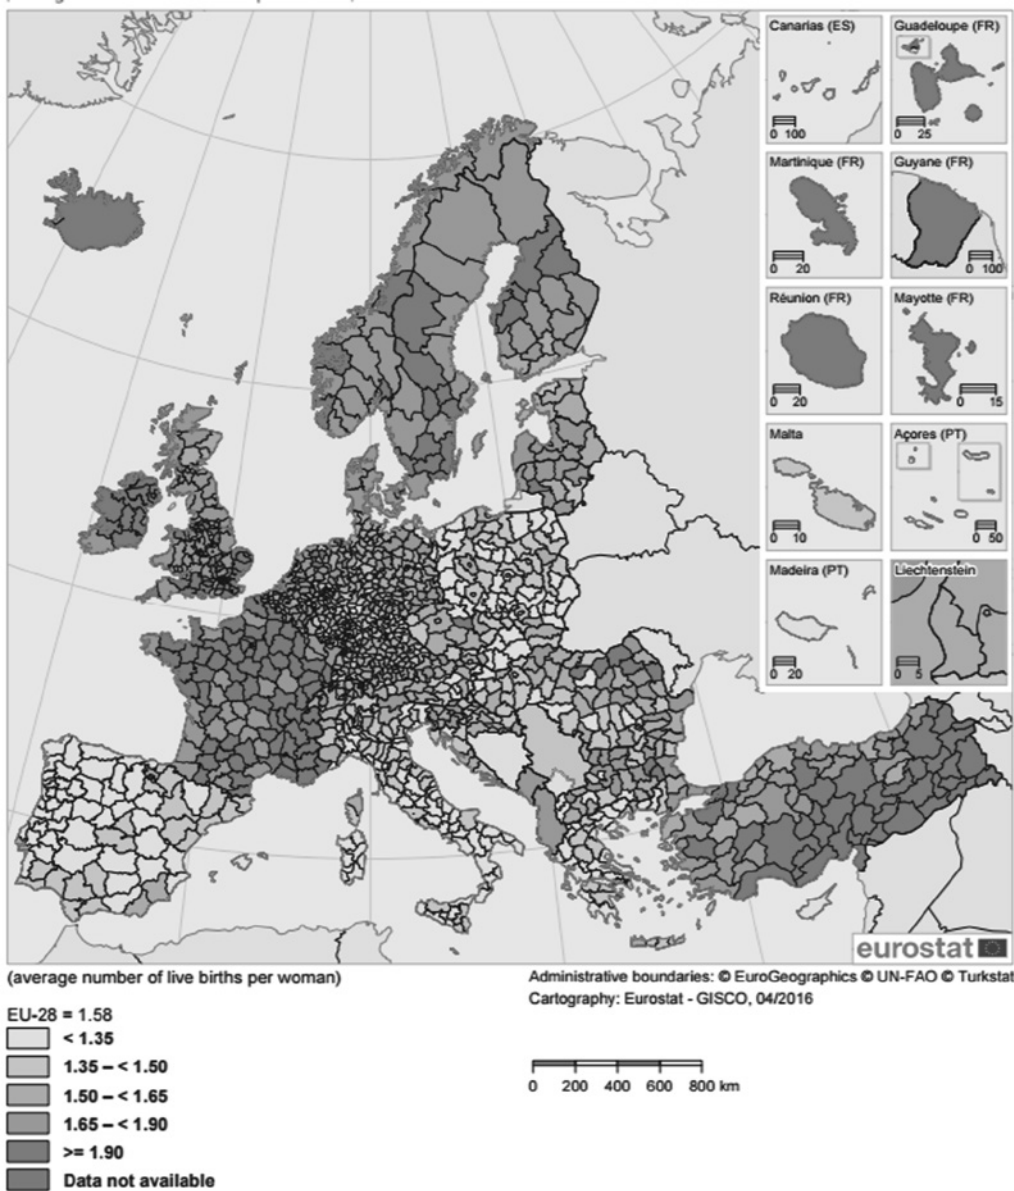 Canarias (ES)
0 100
Guadeloupe (FR)
0 25
Martinique (FR)
0 20
Guyane (FR)
0 100
Réunion (FR)
0 20
Mayotte (FR)
0 15
Malta
0 10
Açores (PT)
0 50
Madeira (PT)
0 20
Liechtenstein
0 5
eurostat
(average number of live births per woman)
Administrative boundaries: © EuroGeographics © UN-FAO © Turkstat
Cartography: Eurostat - GISCO, 04/2016
EU-28 = 1.58
< 1.35
1.35 – < 1.50
1.50 – < 1.65
1.65 – < 1.90
>= 1.90
Data not available
0 200 400 600 800 km